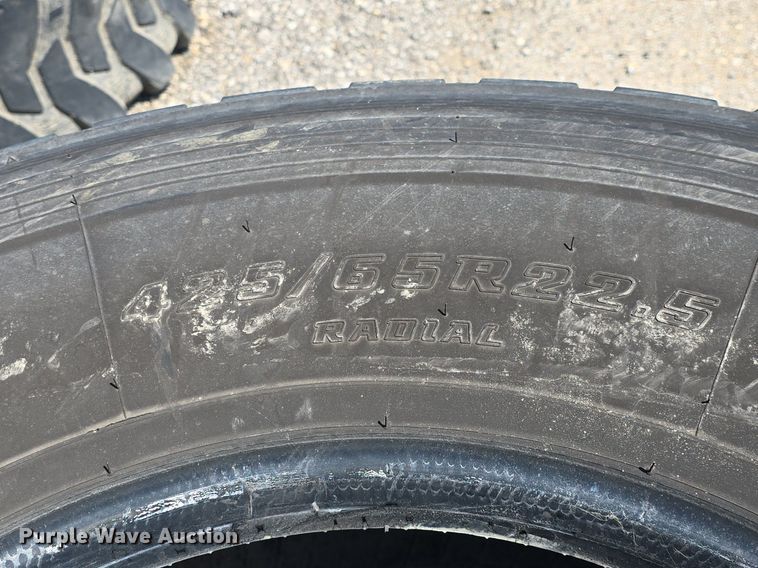 425/65R22.5
RADIAL
Purple Wave Auction